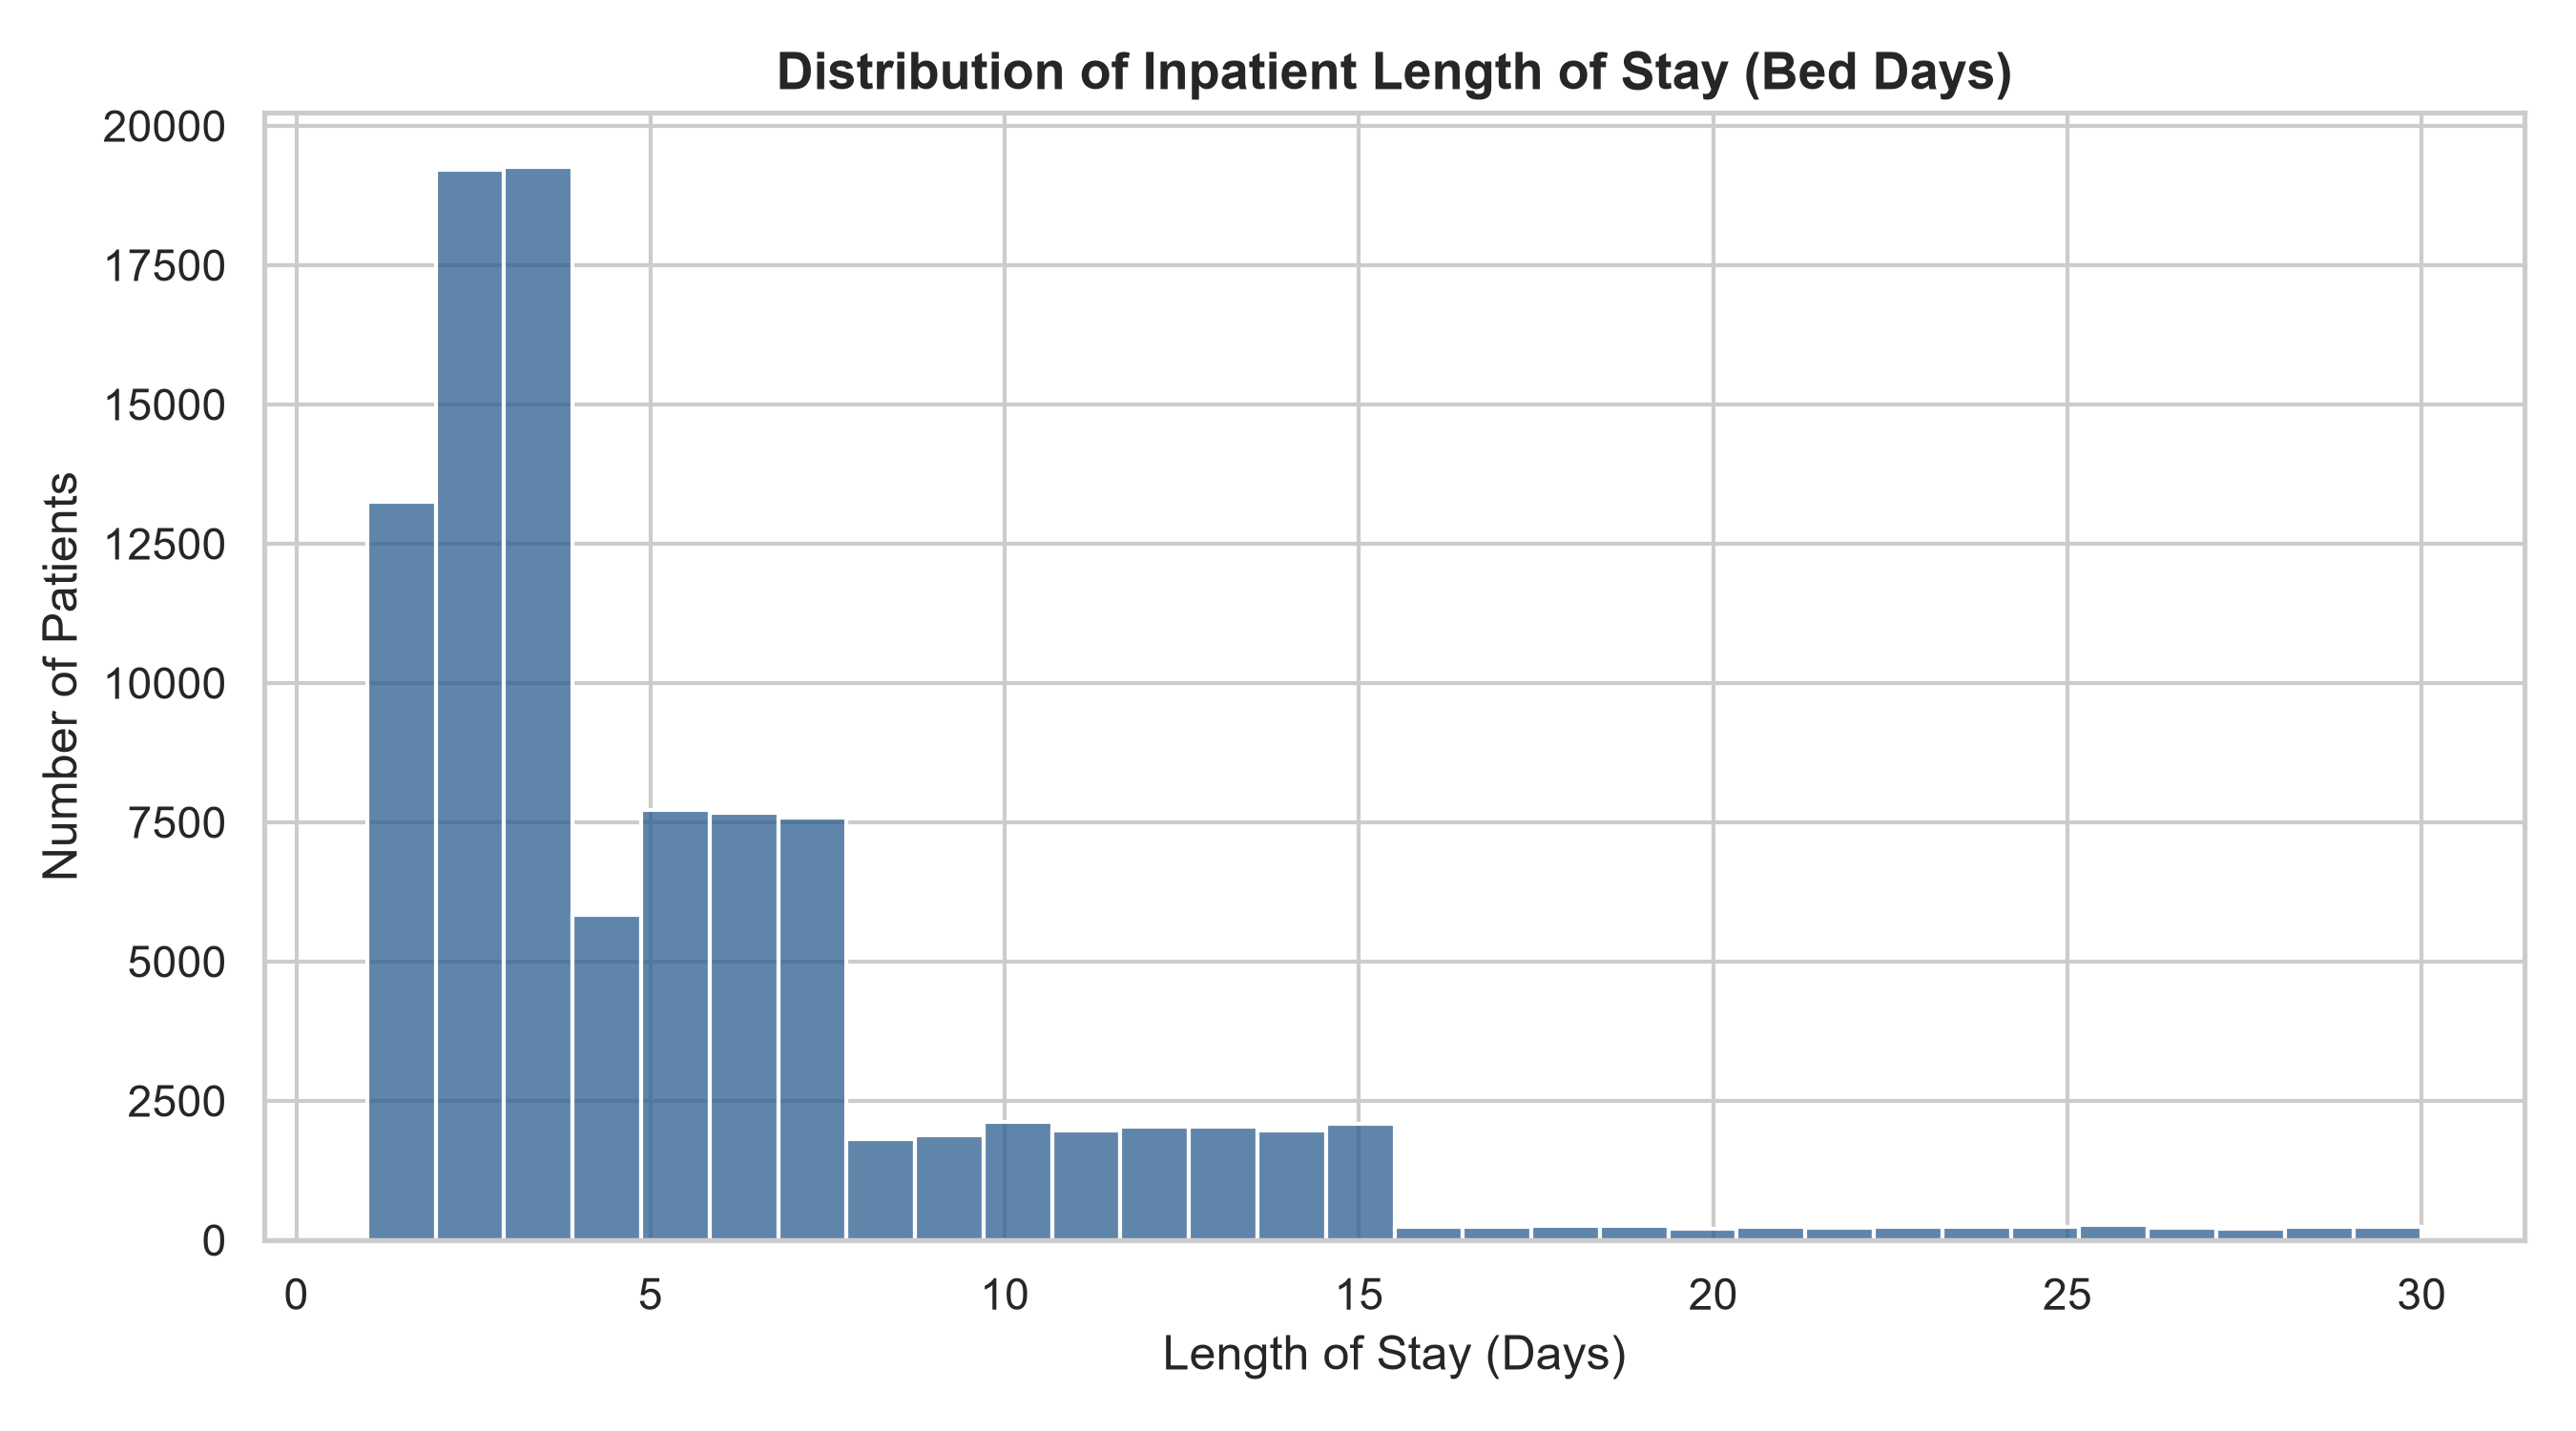 Distribution of Inpatient Length of Stay (Bed Days)
20000
17500
15000
12500
10000
7500
5000
2500
0
Number of Patients
0 5 10 15 20 25 30
Length of Stay (Days)